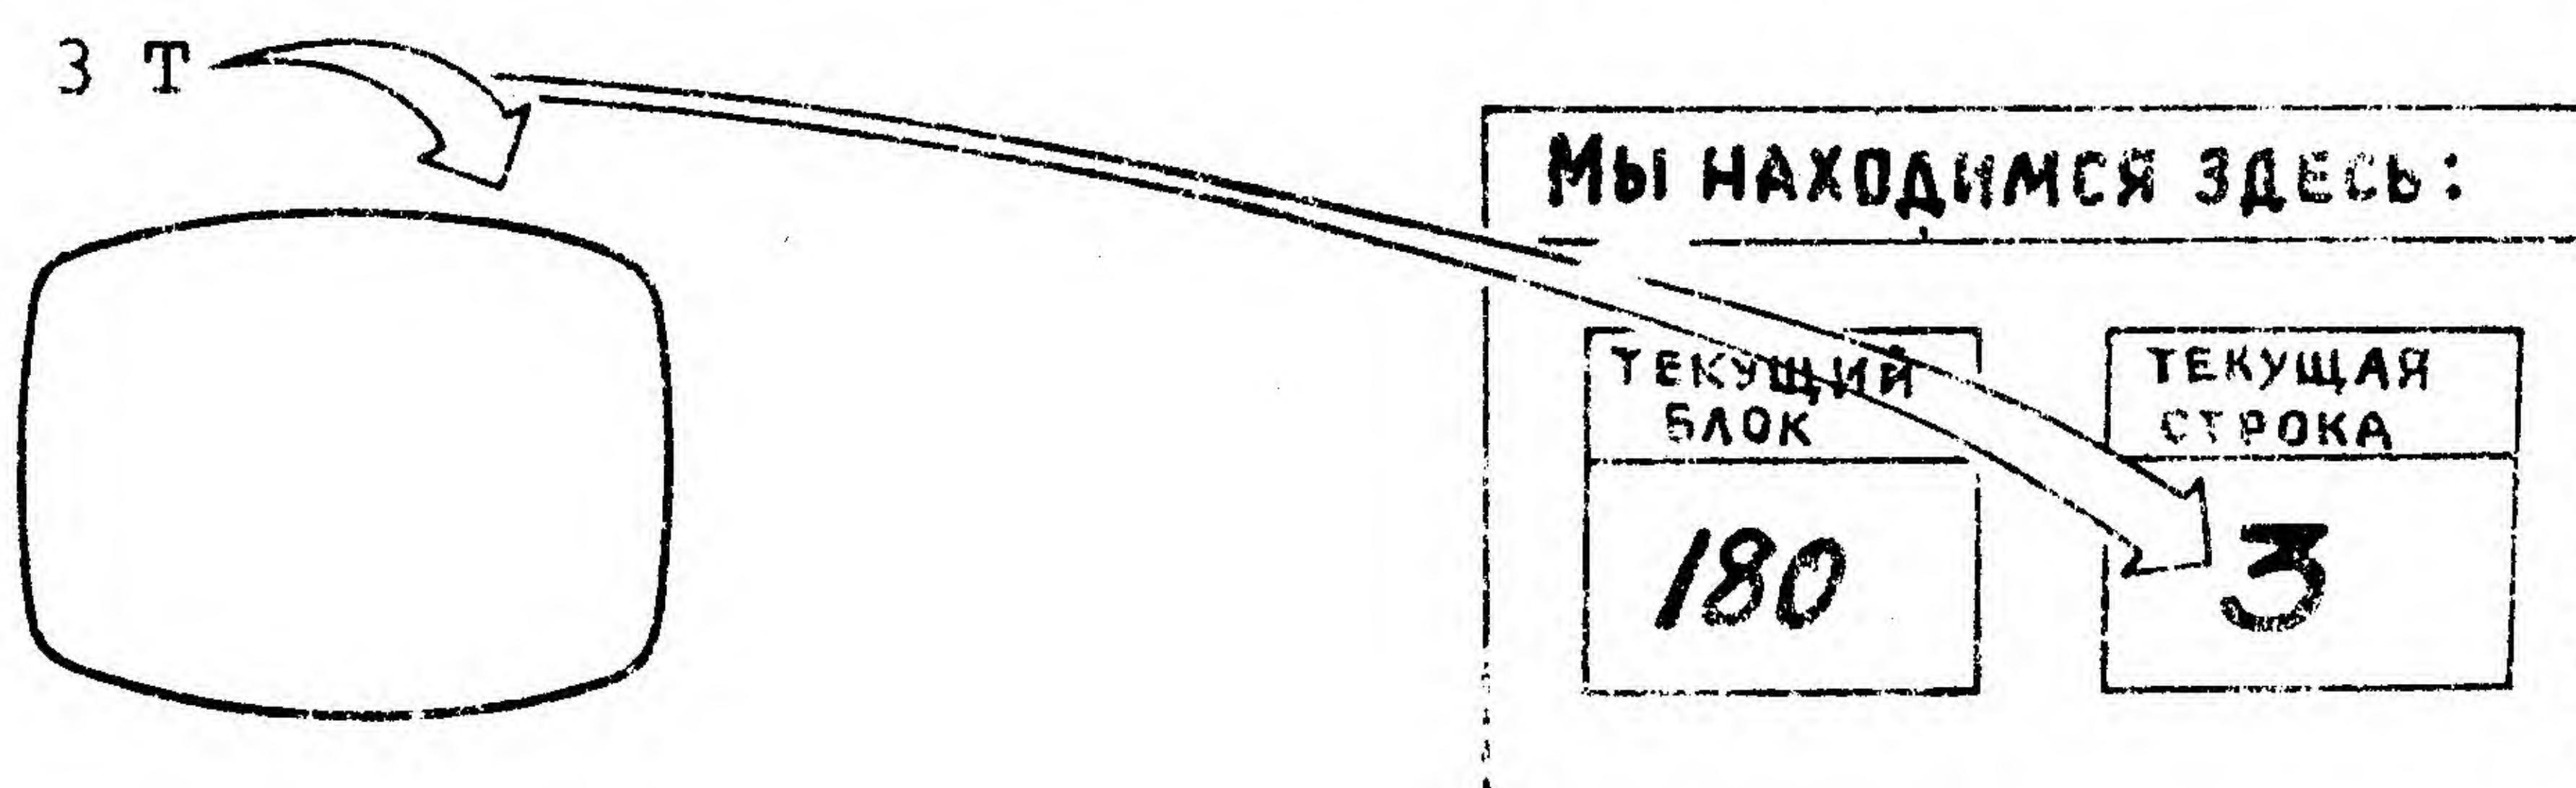 3 T
Мы НАХОДИМСЯ ЗДЕСЬ:
ТЕКУЩИЙ
БЛОК
ТЕКУЩАЯ
СТРОКА
180
3